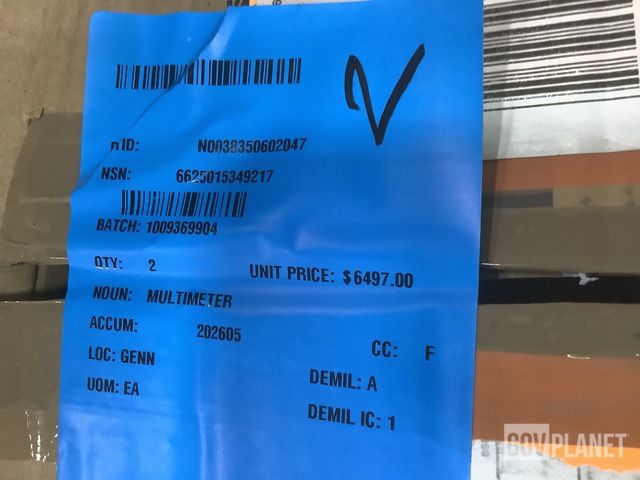 ID: N0038350602047
NSN: 6625015349217
BATCH: 1009369904
QTY: 2 UNIT PRICE: $6497.00
NOUN: MULTIMETER
ACCUM: 202605
CC: F
LOC: GENN
DEMIL: A
UOM: EA
DEMIL IC: 1
GOVPLANET